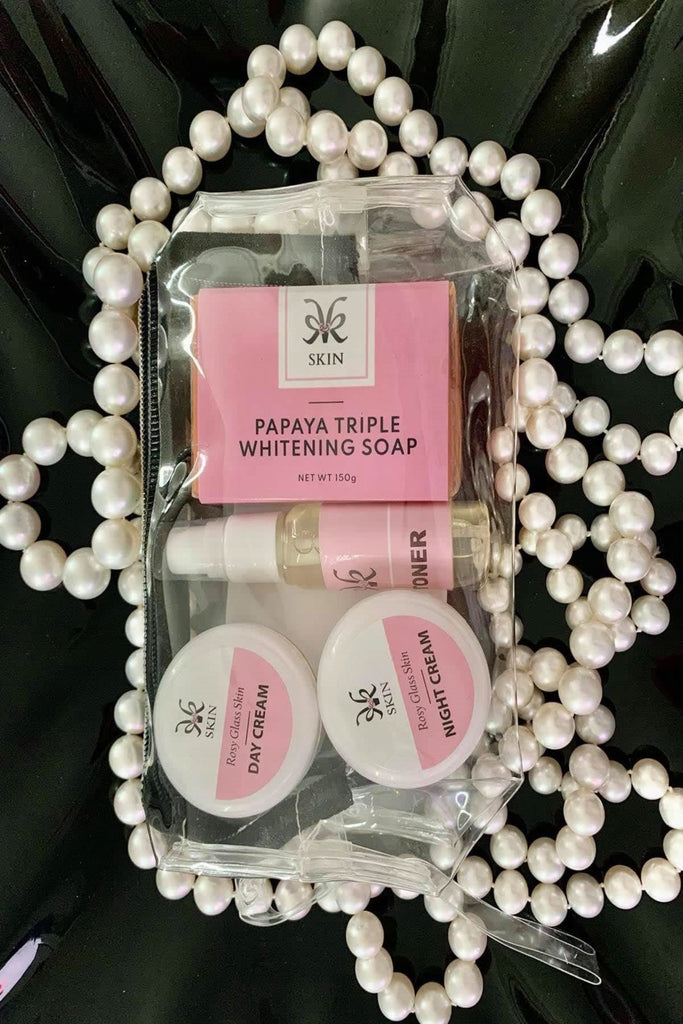 SKIN
PAPAYA TRIPLE
WHITENING SOAP
NET WT 150g
TONER
SKIN
Rosy Glass Skin
DAY CREAM
SKIN
Rosy Glass Skin
NIGHT CREAM